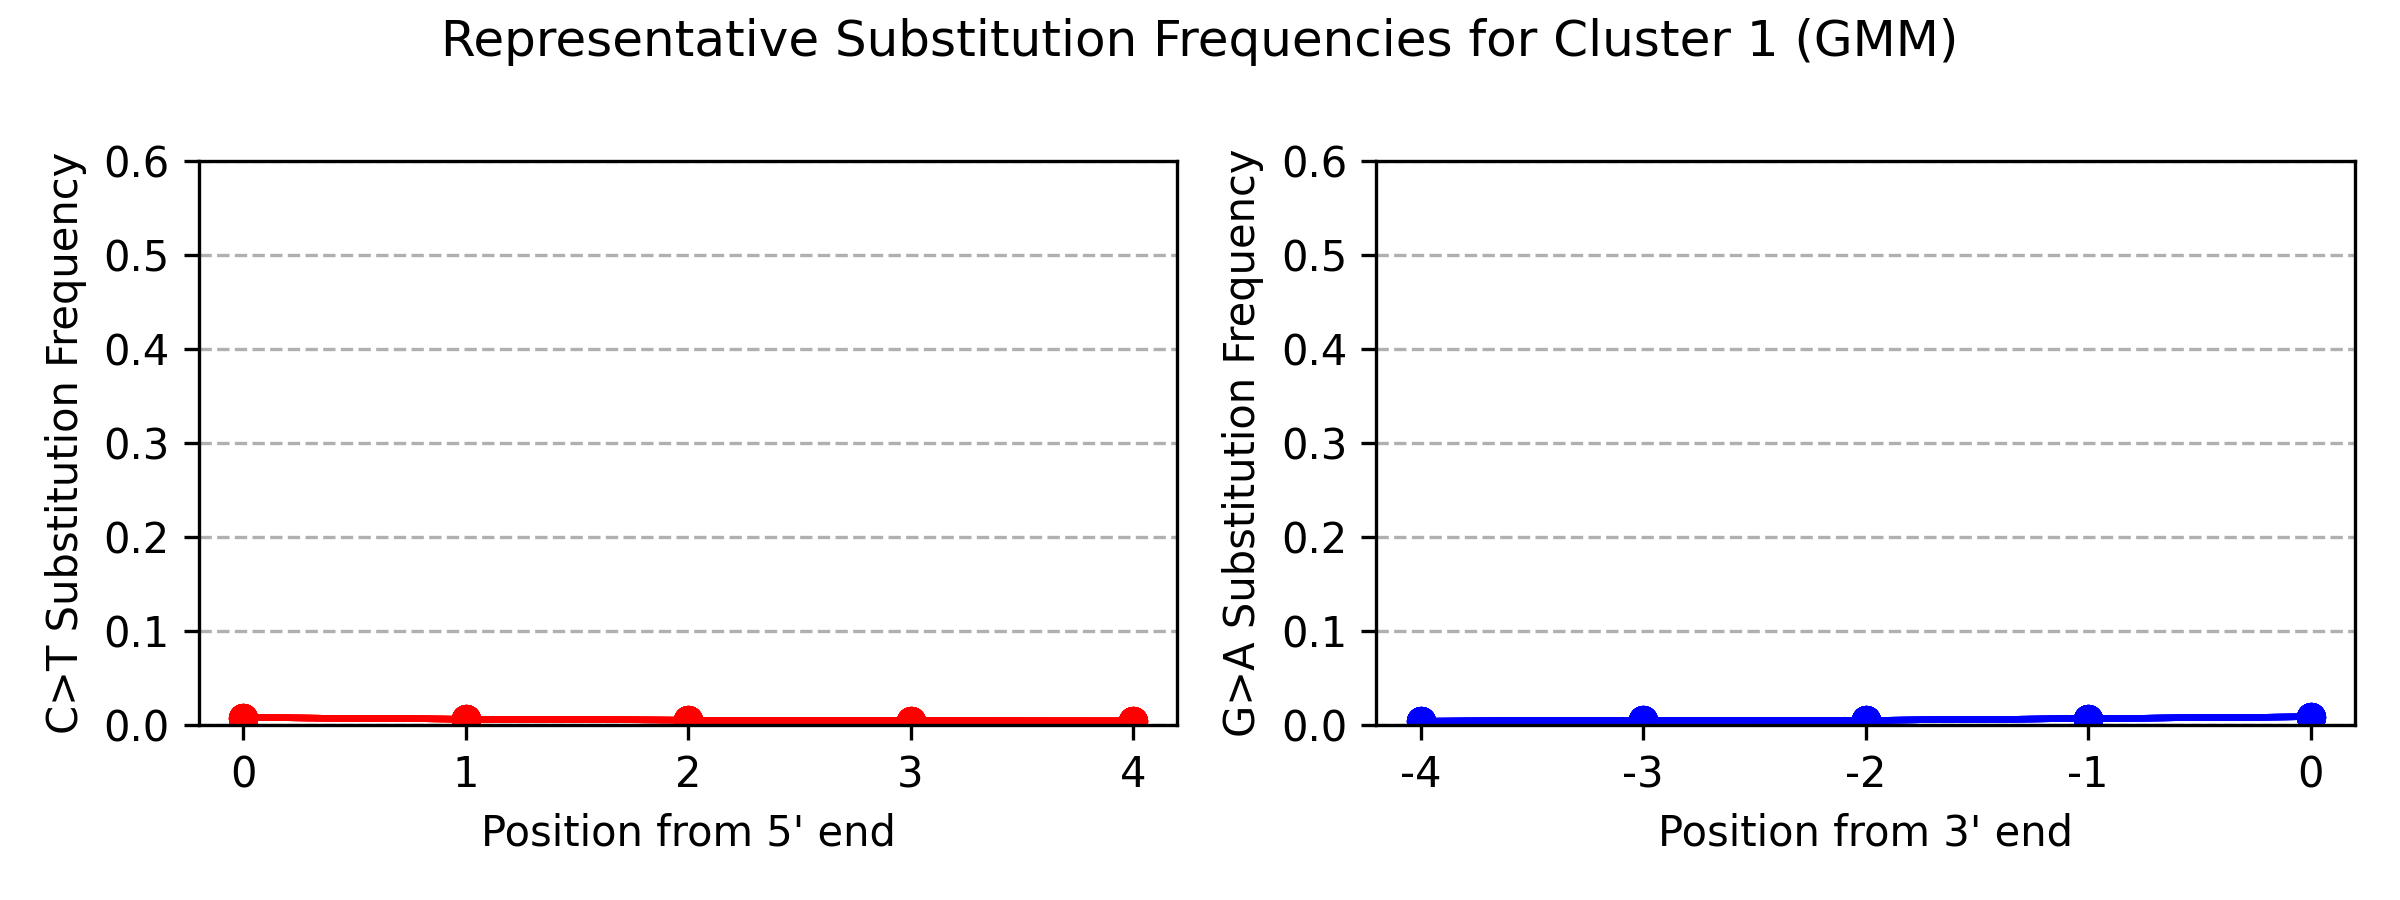 Representative Substitution Frequencies for Cluster 1 (GMM)
C>T Substitution Frequency
0.6
0.5
0.4
0.3
0.2
0.1
0.0
0 1 2 3 4
Position from 5' end
G>A Substitution Frequency
0.6
0.5
0.4
0.3
0.2
0.1
0.0
-4 -3 -2 -1 0
Position from 3' end